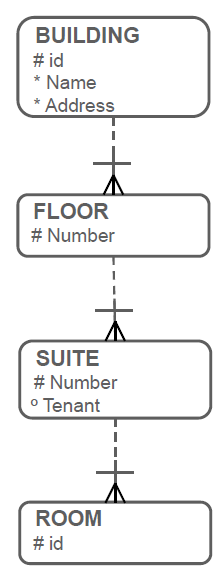 BUILDING
# id
* Name
* Address
FLOOR
# Number
SUITE
# Number
º Tenant
ROOM
# id